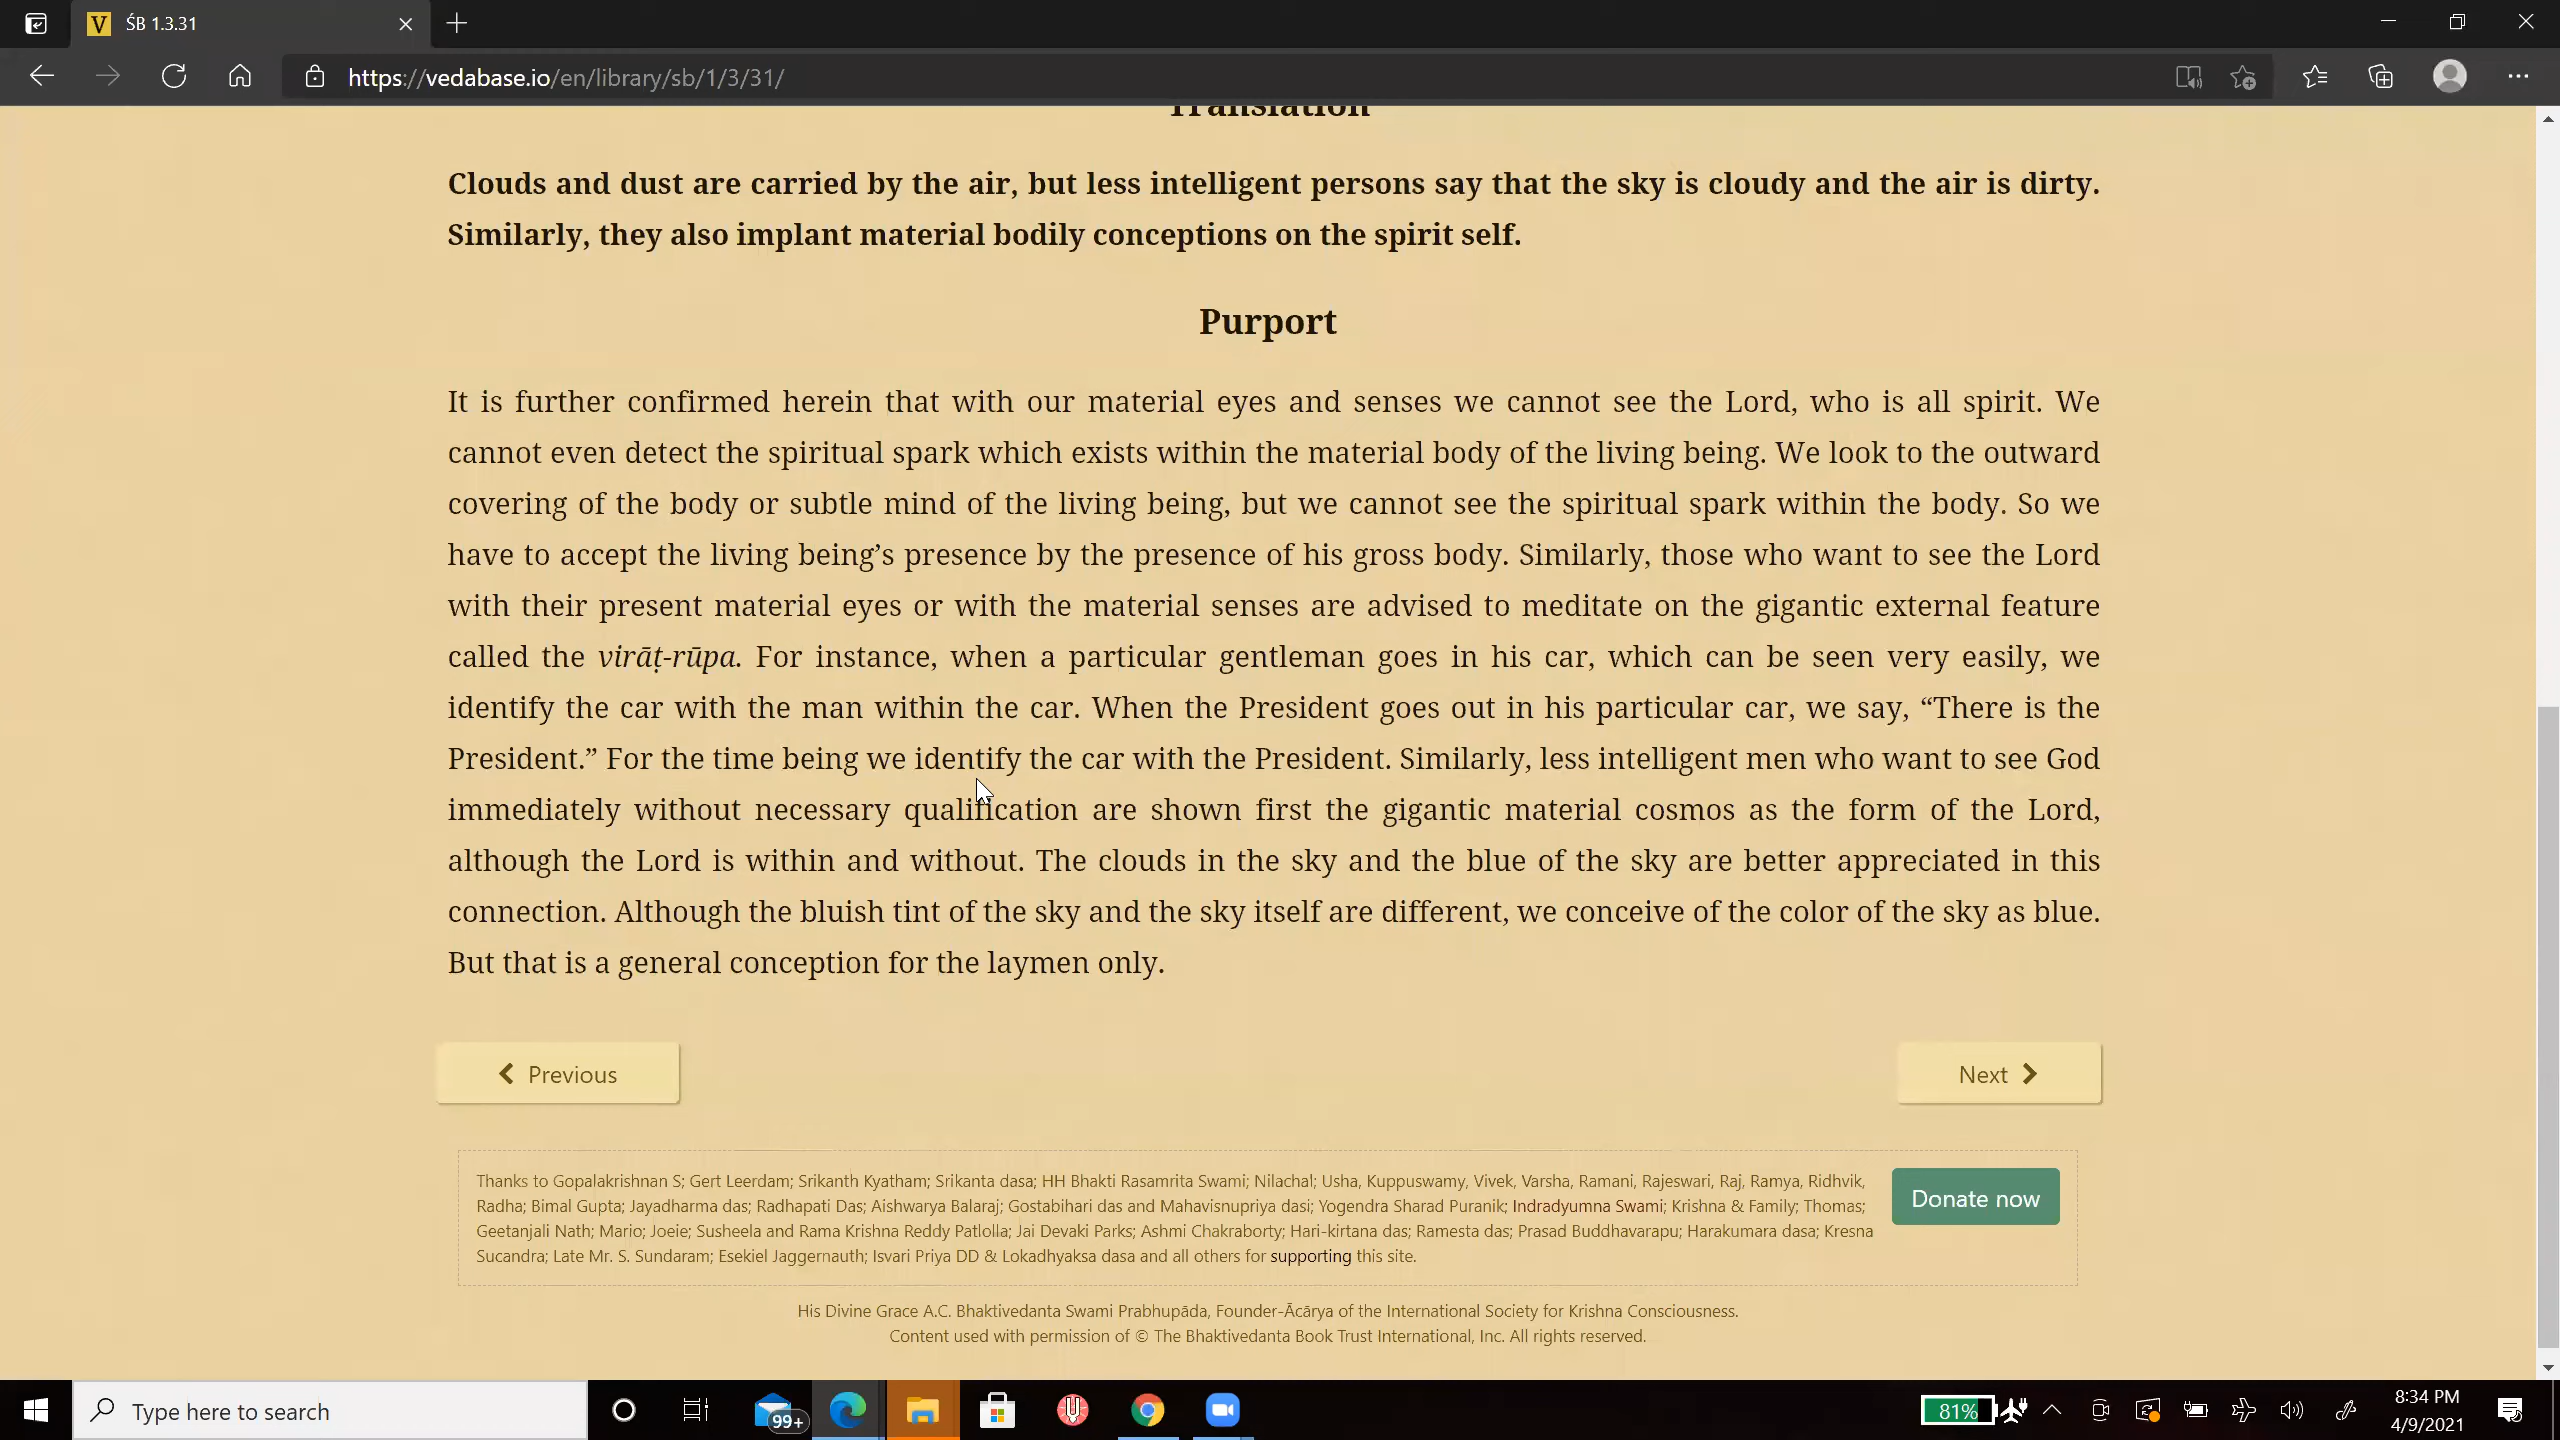 V ŚB 1.3.31
https://vedabase.io/en/library/sb/1/3/31/
Translation
Clouds and dust are carried by the air, but less intelligent persons say that the sky is cloudy and the air is dirty.
Similarly, they also implant material bodily conceptions on the spirit self.
Purport
It is further confirmed herein that with our material eyes and senses we cannot see the Lord, who is all spirit. We
cannot even detect the spiritual spark which exists within the material body of the living being. We look to the outward
covering of the body or subtle mind of the living being, but we cannot see the spiritual spark within the body. So we
have to accept the living being’s presence by the presence of his gross body. Similarly, those who want to see the Lord
with their present material eyes or with the material senses are advised to meditate on the gigantic external feature
called the virāṭ-rūpa. For instance, when a particular gentleman goes in his car, which can be seen very easily, we
identify the car with the man within the car. When the President goes out in his particular car, we say, “There is the
President.” For the time being we identify the car with the President. Similarly, less intelligent men who want to see God
immediately without necessary qualification are shown first the gigantic material cosmos as the form of the Lord,
although the Lord is within and without. The clouds in the sky and the blue of the sky are better appreciated in this
connection. Although the bluish tint of the sky and the sky itself are different, we conceive of the color of the sky as blue.
But that is a general conception for the laymen only.
Previous
Next
Thanks to Gopalakrishnan S; Gert Leerdam; Srikanth Kyatham; Srikanta dasa; HH Bhakti Rasamrita Swami; Nilachal; Usha, Kuppuswamy, Vivek, Varsha, Ramani, Rajeswari, Raj, Ramya, Ridhvik,
Radha; Bimal Gupta; Jayadharma das; Radhapati Das; Aishwarya Balaraj; Gostabihari das and Mahavisnupriya dasi; Yogendra Sharad Puranik; Indradyumna Swami; Krishna & Family; Thomas;
Geetanjali Nath; Mario; Joeie; Susheela and Rama Krishna Reddy Patlolla; Jai Devaki Parks; Ashmi Chakraborty; Hari-kirtana das; Ramesta das; Prasad Buddhavarapu; Harakumara dasa; Kresna
Sucandra; Late Mr. S. Sundaram; Esekiel Jaggernauth; Isvari Priya DD & Lokadhyaksa dasa and all others for supporting this site.
Donate now
His Divine Grace A.C. Bhaktivedanta Swami Prabhupāda, Founder-Ācārya of the International Society for Krishna Consciousness.
Content used with permission of © The Bhaktivedanta Book Trust International, Inc. All rights reserved.
Type here to search
99+
81%
8:34 PM
4/9/2021